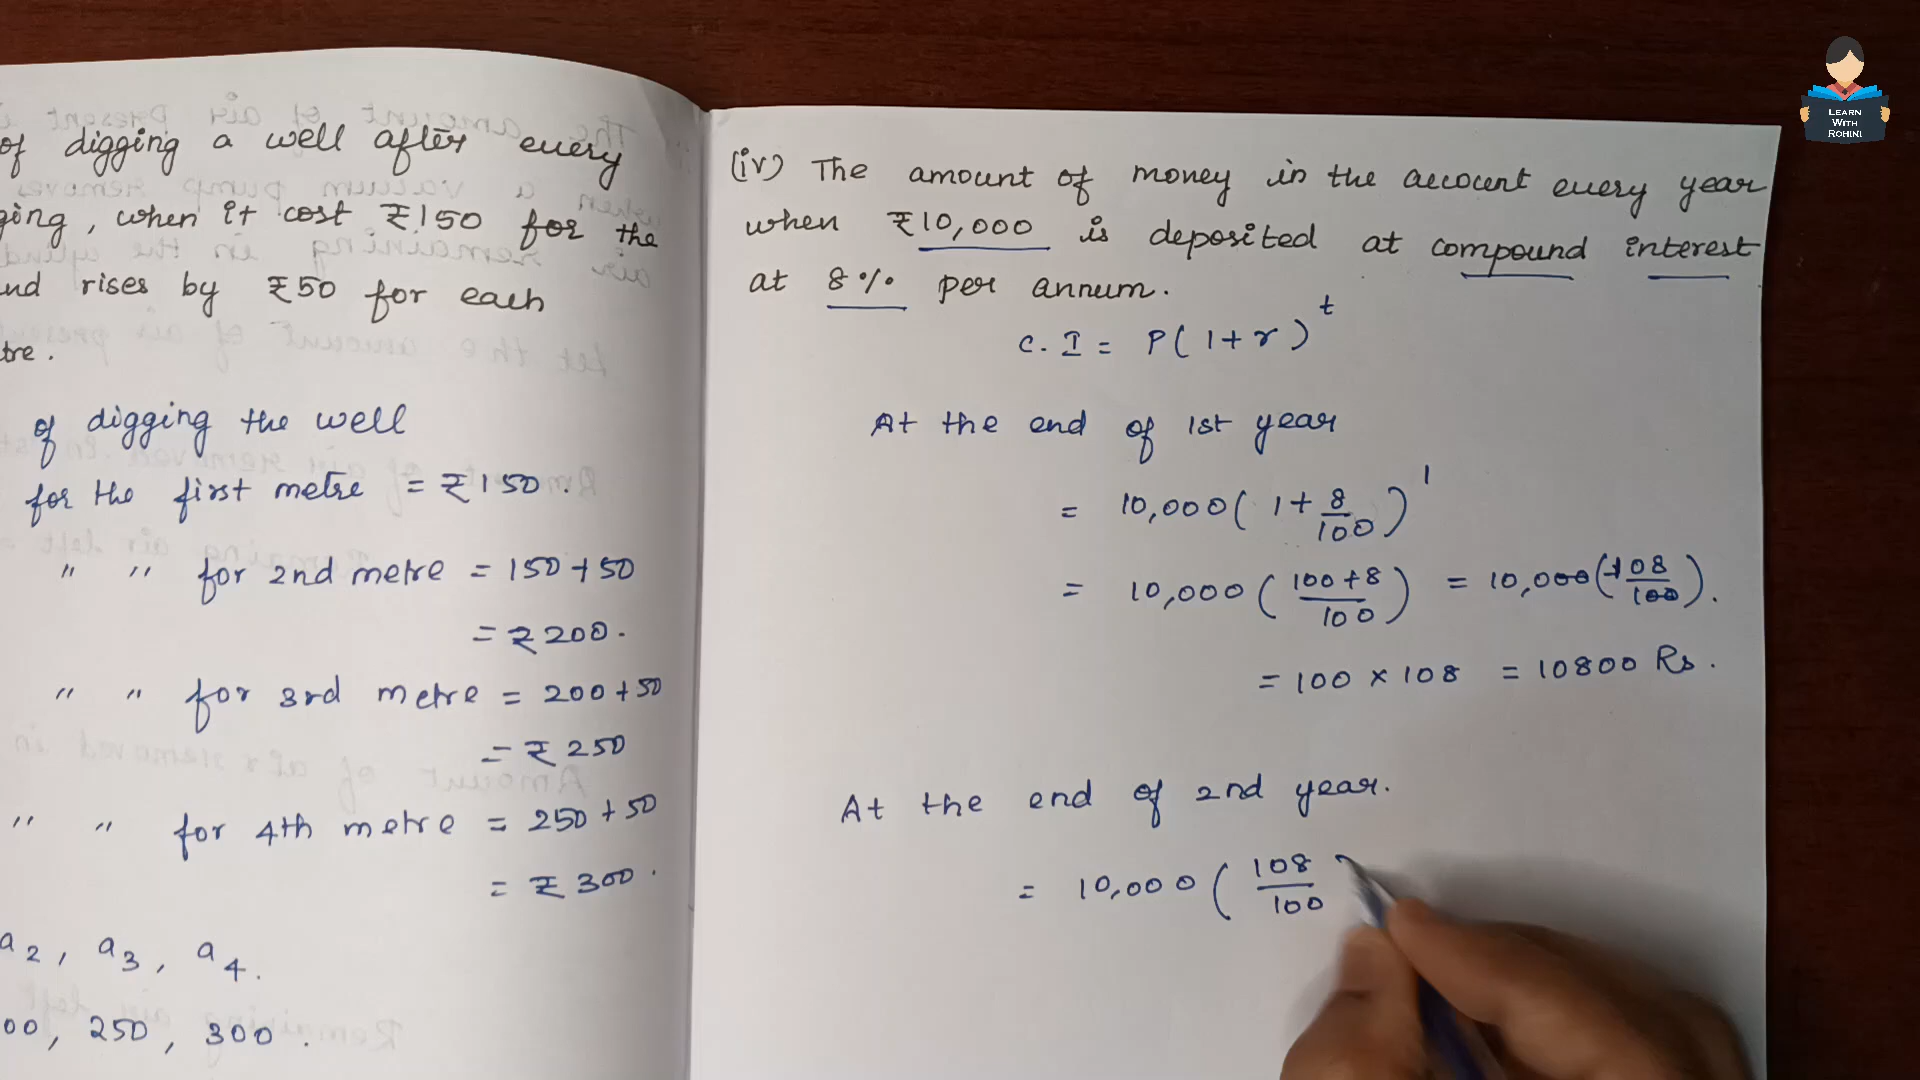 of digging a well after every
ging, when it cost ₹150 for the
and rises by ₹50 for each
tre.
of digging the well
for the first metre = ₹150.
" " for 2nd metre = 150+50
= ₹200.
" " for 3rd metre = 200+50
= ₹250
" " for 4th metre = 250+50
= ₹300.
a2, a3, a4.
00, 250, 300.
(iv) The amount of money in the account every year
when ₹10,000 is deposited at compound interest
at 8% per annum.
C.I = P(1+r)^t
At the end of 1st year
= 10,000(1+8/100)^1
= 10,000(100+8/100) = 10,000(108/100).
= 100 × 108 = 10800 Rs.
At the end of 2nd year.
= 10,000(108/100
LEARN
WITH
ROHINI